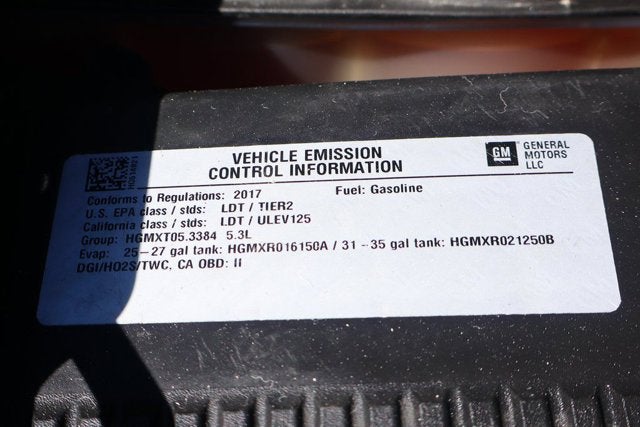 VEHICLE EMISSION
CONTROL INFORMATION
GM
GENERAL
MOTORS
LLC
Conforms to Regulations: 2017 Fuel: Gasoline
U.S. EPA class / stds: LDT / TIER2
California class / stds: LDT / ULEV125
Group: HGMXT05.3384 5.3L
Evap: 25-27 gal tank: HGMXR016150A / 31 -35 gal tank: HGMXR021250B
DGI/HO2S/TWC, CA OBD: II